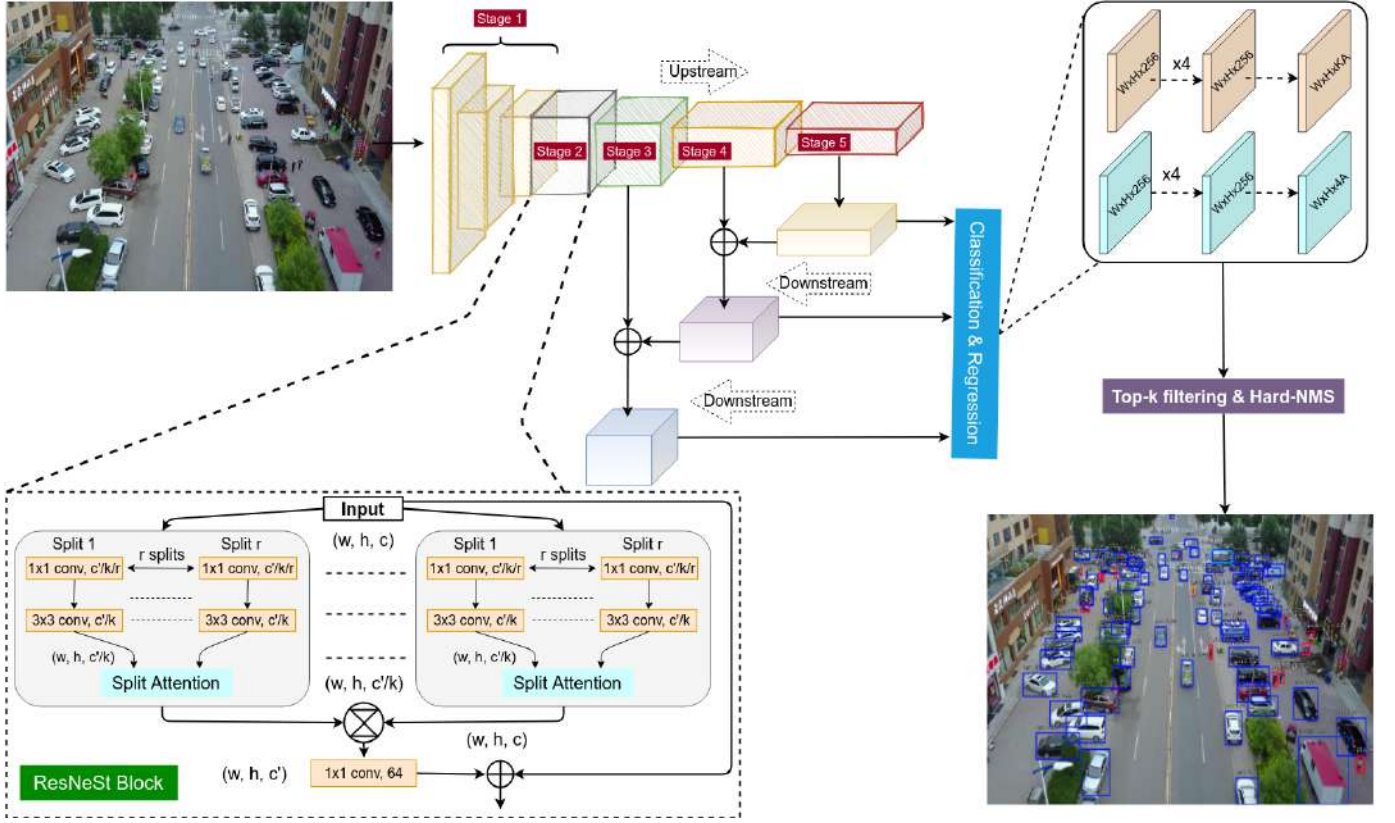 Stage 1
Upstream
Stage 2
Stage 3
Stage 4
Stage 5
Downstream
Downstream
Classification & Regression
WxHx256
x4
WxHx256
WxHxKA
WxHx256
x4
WxHx256
WxHx4A
Top-k filtering & Hard-NMS
Input
(w, h, c)
Split 1
Split r
r splits
1x1 conv, c'/k/r
1x1 conv, c'/k/r
3x3 conv, c'/k
3x3 conv, c'/k
(w, h, c'/k)
Split Attention
Split 1
Split r
r splits
1x1 conv, c'/k/r
1x1 conv, c'/k/r
3x3 conv, c'/k
3x3 conv, c'/k
(w, h, c'/k)
Split Attention
(w, h, c'/k)
(w, h, c)
(w, h, c')
1x1 conv, 64
ResNeSt Block